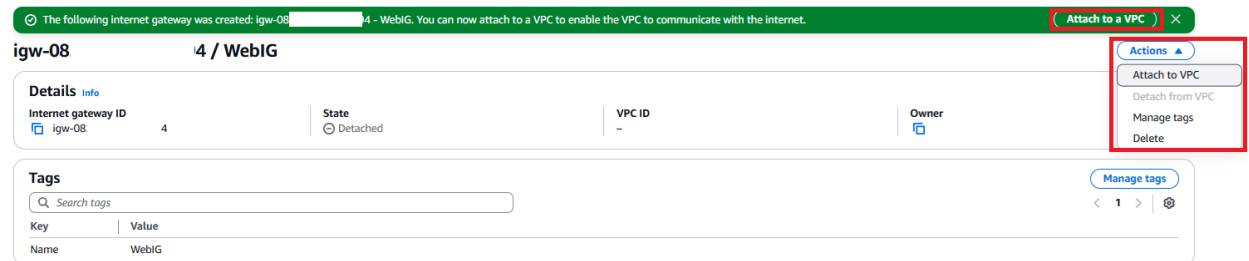 The following internet gateway was created: igw-08 4 - WebIG. You can now attach to a VPC to enable the VPC to communicate with the internet. Attach to a VPC
igw-08 4 / WebIG
Actions
Attach to VPC
Detach from VPC
Manage tags
Delete
Details Info
Internet gateway ID
igw-08 4
State
Detached
VPC ID
–
Owner
Tags
Manage tags
Search tags
1
Key Value
Name WebIG